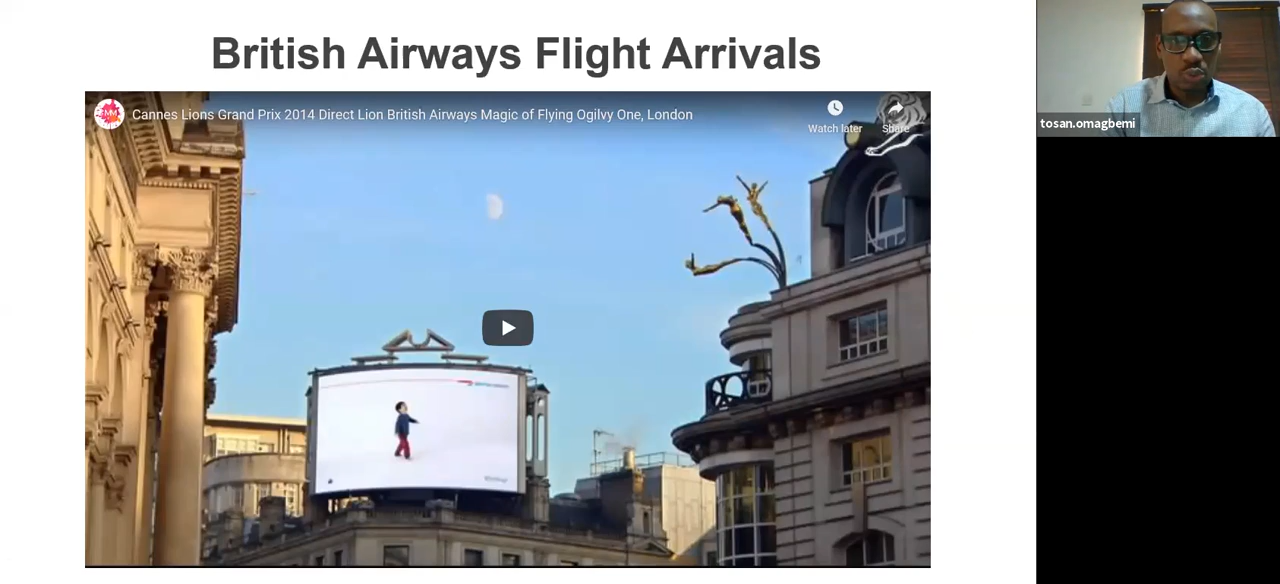 British Airways Flight Arrivals
Cannes Lions Grand Prix 2014 Direct Lion British Airways Magic of Flying Ogilvy One, London
MM
Watch later
Share
tosan.omagbemi